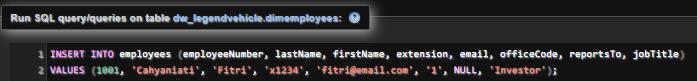 Run SQL query/queries on table dw_legendvehicle.dimemployees:
1 INSERT INTO employees (employeeNumber, lastName, firstName, extension, email, officeCode, reportsTo, jobTitle)
2 VALUES (1001, 'Cahyaniati', 'Fitri', 'x1234', 'fitri@email.com', '1', NULL, 'Investor');